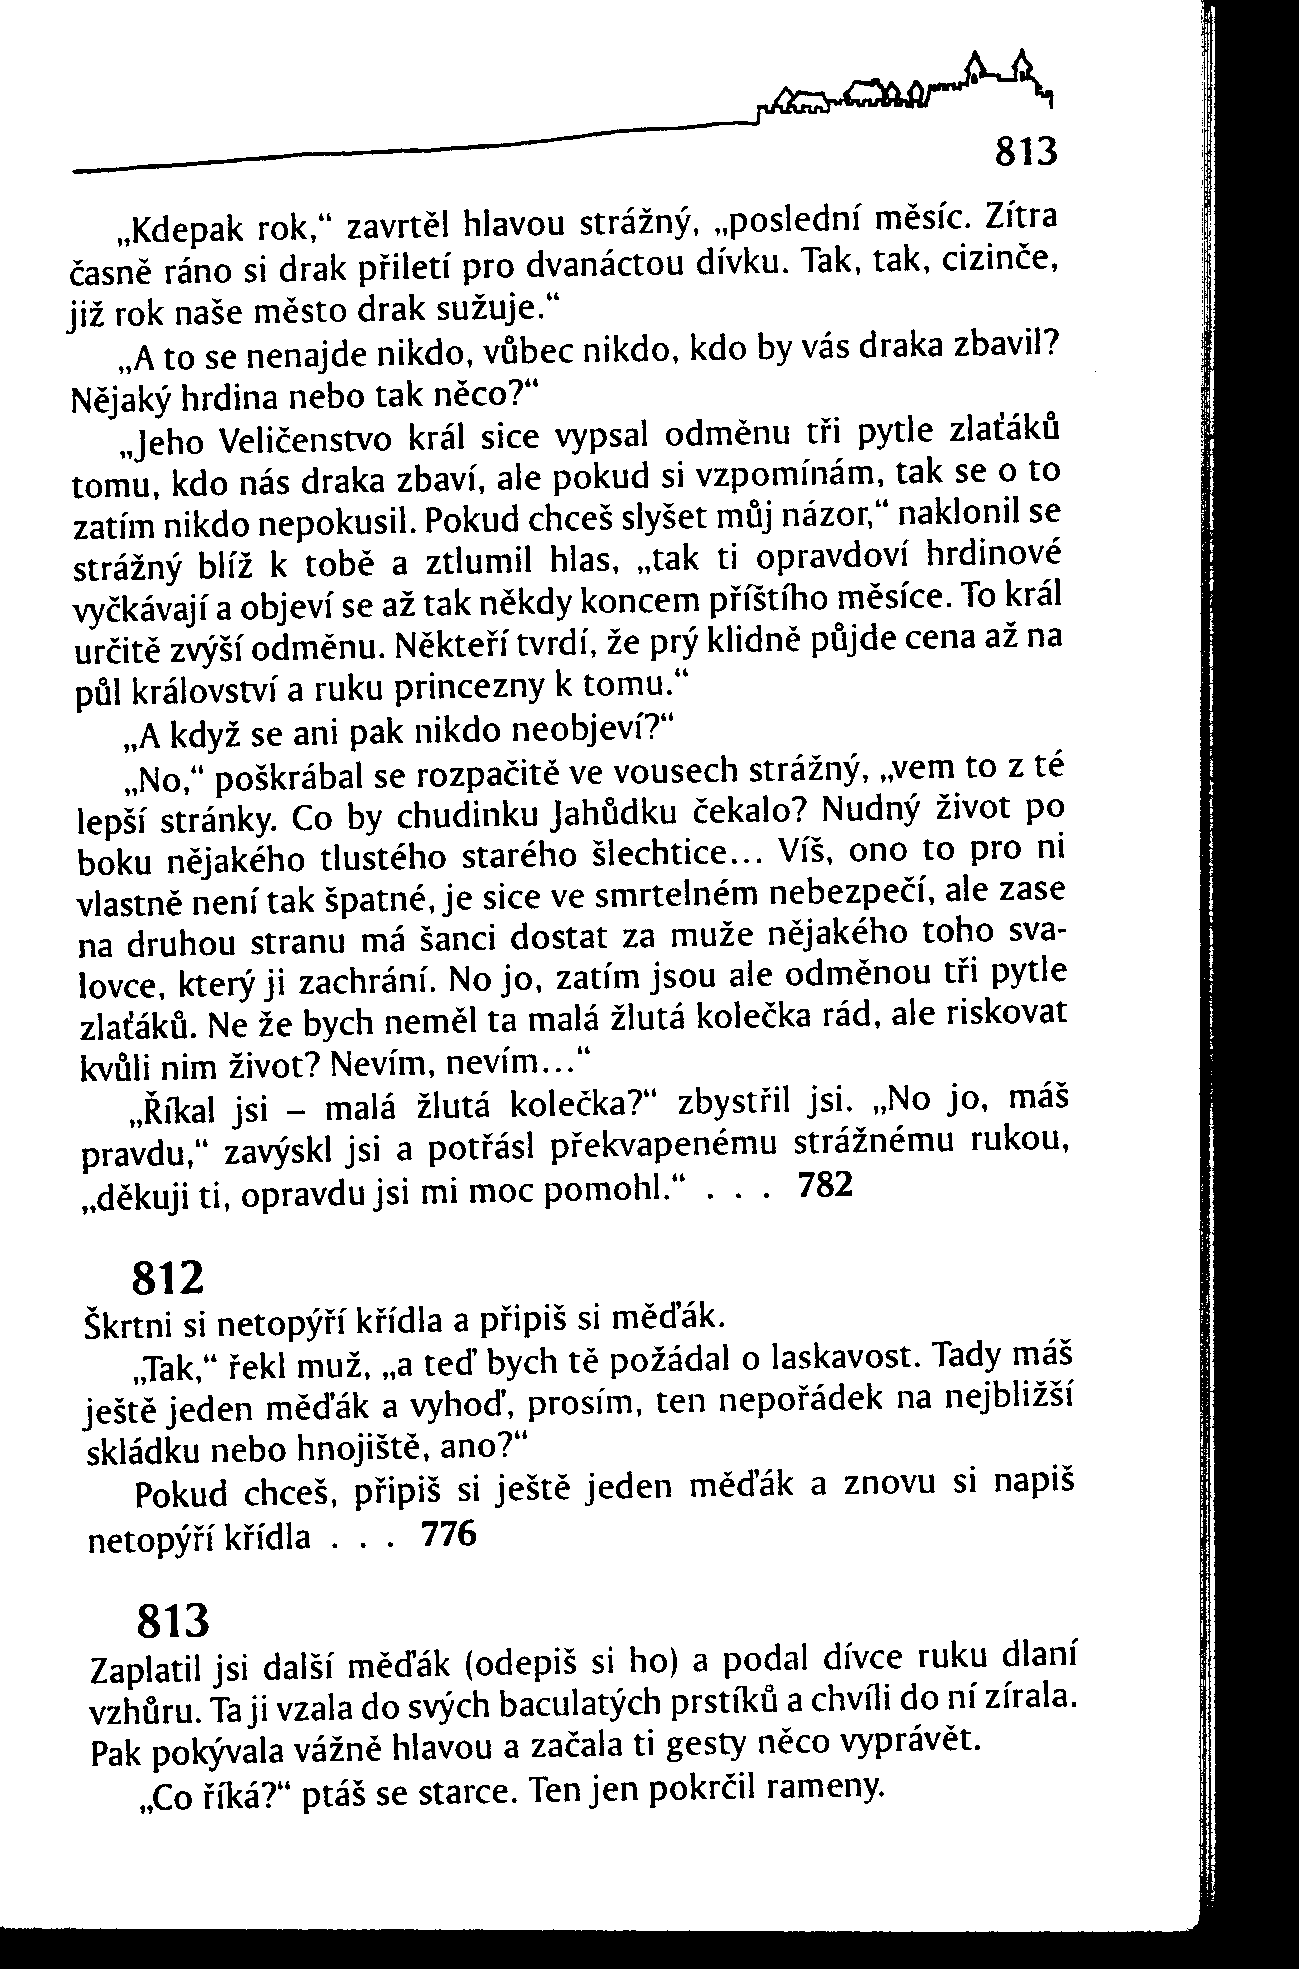 813
„Kdepak rok,“ zavrtěl hlavou strážný, „poslední měsíc. Zítra
časně ráno si drak přiletí pro dvanáctou dívku. Tak, tak, cizinče,
již rok naše město drak sužuje.“
„A to se nenajde nikdo, vůbec nikdo, kdo by vás draka zbavil?
Nějaký hrdina nebo tak něco?“
„Jeho Veličenstvo král sice vypsal odměnu tři pytle zlaťáků
tomu, kdo nás draka zbaví, ale pokud si vzpomínám, tak se o to
zatím nikdo nepokusil. Pokud chceš slyšet můj názor,“ naklonil se
strážný blíž k tobě a ztlumil hlas, „tak ti opravdoví hrdinové
vyčkávají a objeví se až tak někdy koncem příštího měsíce. To král
určitě zvýší odměnu. Někteří tvrdí, že prý klidně půjde cena až na
půl království a ruku princezny k tomu.“
„A když se ani pak nikdo neobjeví?“
„No,“ poškrábal se rozpačitě ve vousech strážný, „vem to z té
lepší stránky. Co by chudinku Jahůdku čekalo? Nudný život po
boku nějakého tlustého starého šlechtice... Víš, ono to pro ni
vlastně není tak špatné, je sice ve smrtelném nebezpečí, ale zase
na druhou stranu má šanci dostat za muže nějakého toho sva-
lovce, který ji zachrání. No jo, zatím jsou ale odměnou tři pytle
zlaťáků. Ne že bych neměl ta malá žlutá kolečka rád, ale riskovat
kvůli nim život? Nevím, nevím...“
„Říkal jsi – malá žlutá kolečka?“ zbystřil jsi. „No jo, máš
pravdu,“ zavýskl jsi a potřásl překvapenému strážnému rukou,
„děkuji ti, opravdu jsi mi moc pomohl.“ . . . 782
812
Škrtni si netopýří křídla a připiš si měďák.
„Tak,“ řekl muž, „a teď bych tě požádal o laskavost. Tady máš
ještě jeden měďák a vyhoď, prosím, ten nepořádek na nejbližší
skládku nebo hnojiště, ano?“
Pokud chceš, připiš si ještě jeden měďák a znovu si napiš
netopýří křídla . . . 776
813
Zaplatil jsi další měďák (odepiš si ho) a podal dívce ruku dlaní
vzhůru. Ta ji vzala do svých baculatých prstíků a chvíli do ní zírala.
Pak pokývala vážně hlavou a začala ti gesty něco vyprávět.
„Co říká?“ ptáš se starce. Ten jen pokrčil rameny.